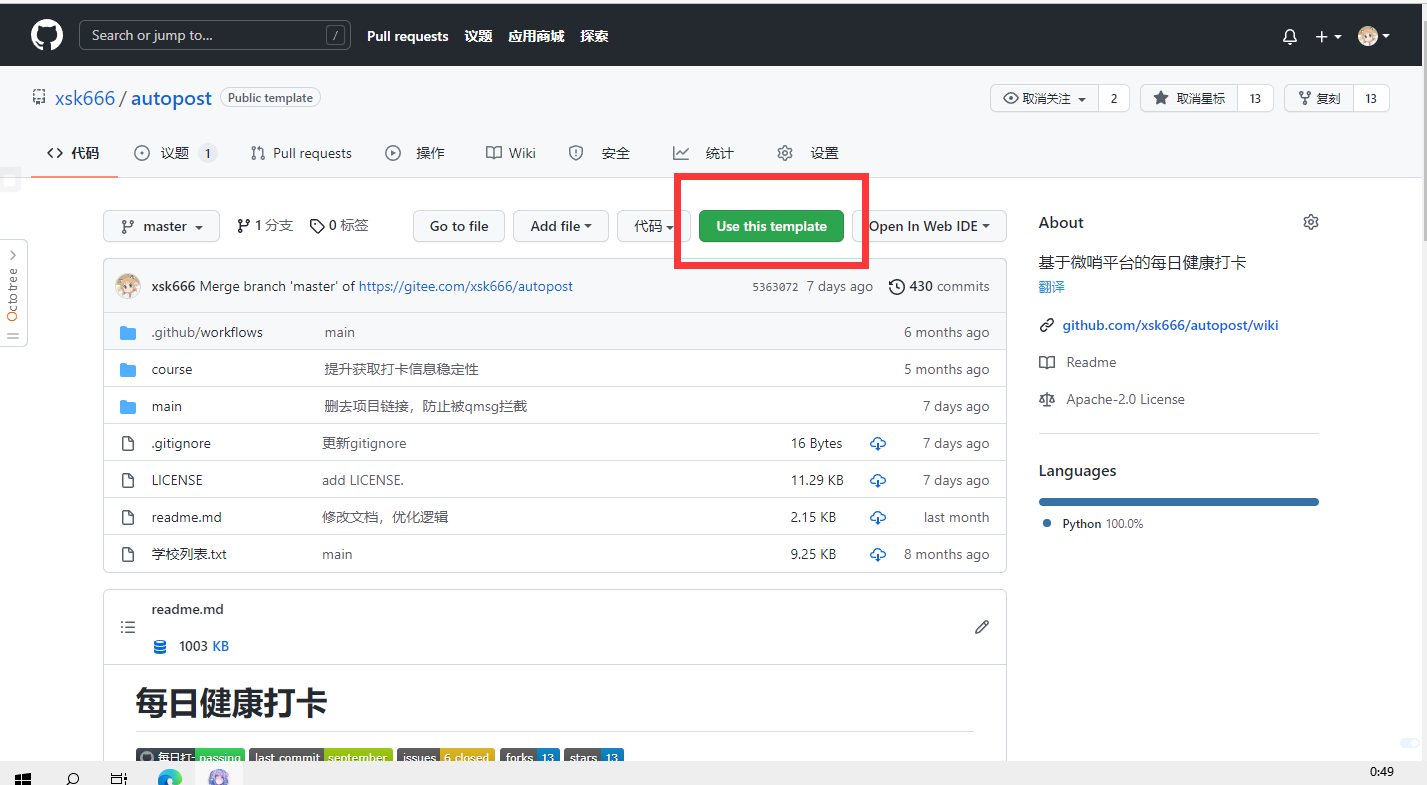 Search or jump to... /
Pull requests 议题 应用商城 探索
xsk666 / autopost Public template
取消关注 2 取消星标 13 复刻 13
代码 议题 1 Pull requests 操作 Wiki 安全 统计 设置
master 1 分支 0 标签 Go to file Add file 代码 Use this template Open In Web IDE
xsk666 Merge branch 'master' of https://gitee.com/xsk666/autopost 5363072 7 days ago 430 commits
.github/workflows main 6 months ago
course 提升获取打卡信息稳定性 5 months ago
main 删去项目链接，防止被qmsg拦截 7 days ago
.gitignore 更新gitignore 16 Bytes 7 days ago
LICENSE add LICENSE. 11.29 KB 7 days ago
readme.md 修改文档，优化逻辑 2.15 KB last month
学校列表.txt main 9.25 KB 8 months ago
readme.md
1003 KB
每日健康打卡
每日打卡 passing last commit september issues 6 closed forks 13 stars 13
About
基于微哨平台的每日健康打卡
翻译
github.com/xsk666/autopost/wiki
Readme
Apache-2.0 License
Languages
Python 100.0%
Octotree
0:49